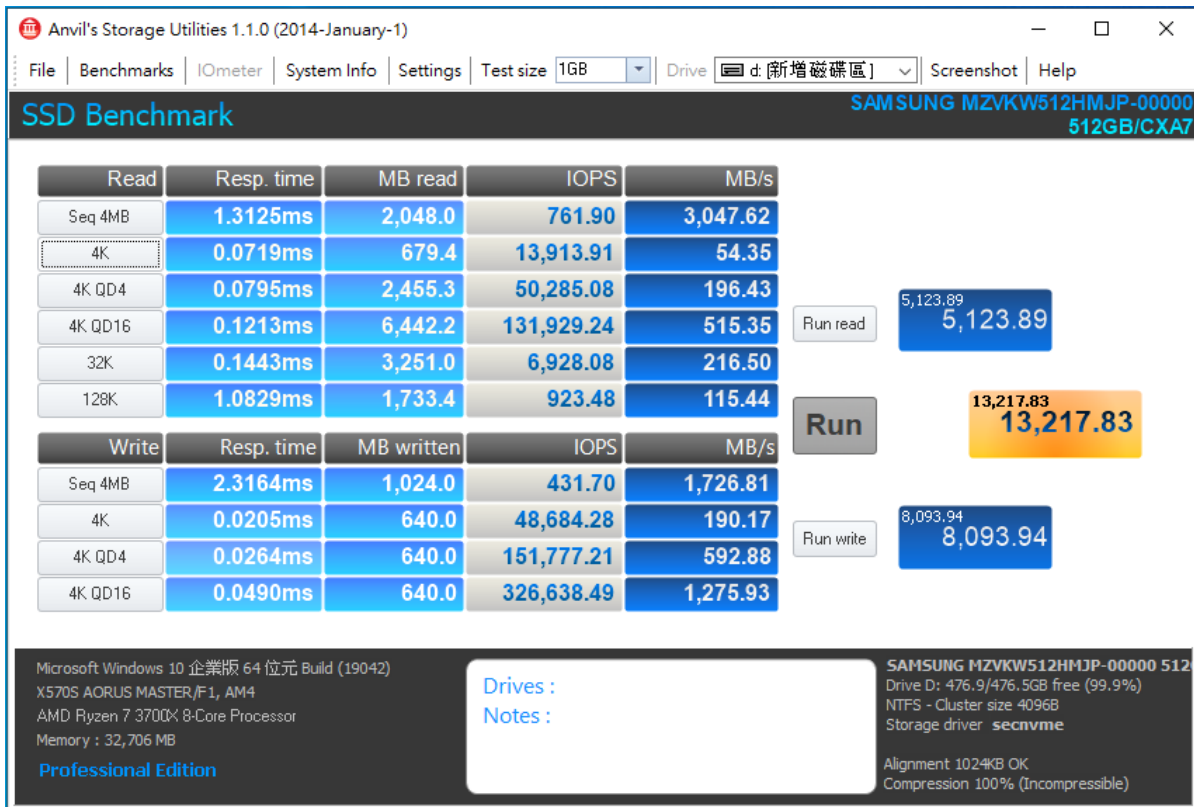 Anvil's Storage Utilities 1.1.0 (2014-January-1)
File Benchmarks IOmeter System Info Settings Test size 1GB Drive d: [新增磁碟區] Screenshot Help
SSD Benchmark
SAMSUNG MZVKW512HMJP-00000
512GB/CXA7
Read Resp. time MB read IOPS MB/s
Seq 4MB 1.3125ms 2,048.0 761.90 3,047.62
4K 0.0719ms 679.4 13,913.91 54.35
4K QD4 0.0795ms 2,455.3 50,285.08 196.43
4K QD16 0.1213ms 6,442.2 131,929.24 515.35
32K 0.1443ms 3,251.0 6,928.08 216.50
128K 1.0829ms 1,733.4 923.48 115.44
Run read
5,123.89
5,123.89
Run
13,217.83
13,217.83
Write Resp. time MB written IOPS MB/s
Seq 4MB 2.3164ms 1,024.0 431.70 1,726.81
4K 0.0205ms 640.0 48,684.28 190.17
4K QD4 0.0264ms 640.0 151,777.21 592.88
4K QD16 0.0490ms 640.0 326,638.49 1,275.93
Run write
8,093.94
8,093.94
Microsoft Windows 10 企業版 64 位元 Build (19042)
X570S AORUS MASTER/F1, AM4
AMD Ryzen 7 3700X 8-Core Processor
Memory : 32,706 MB
Professional Edition
Drives :
Notes :
SAMSUNG MZVKW512HMJP-00000 512
Drive D: 476.9/476.5GB free (99.9%)
NTFS - Cluster size 4096B
Storage driver secnvme
Alignment 1024KB OK
Compression 100% (Incompressible)